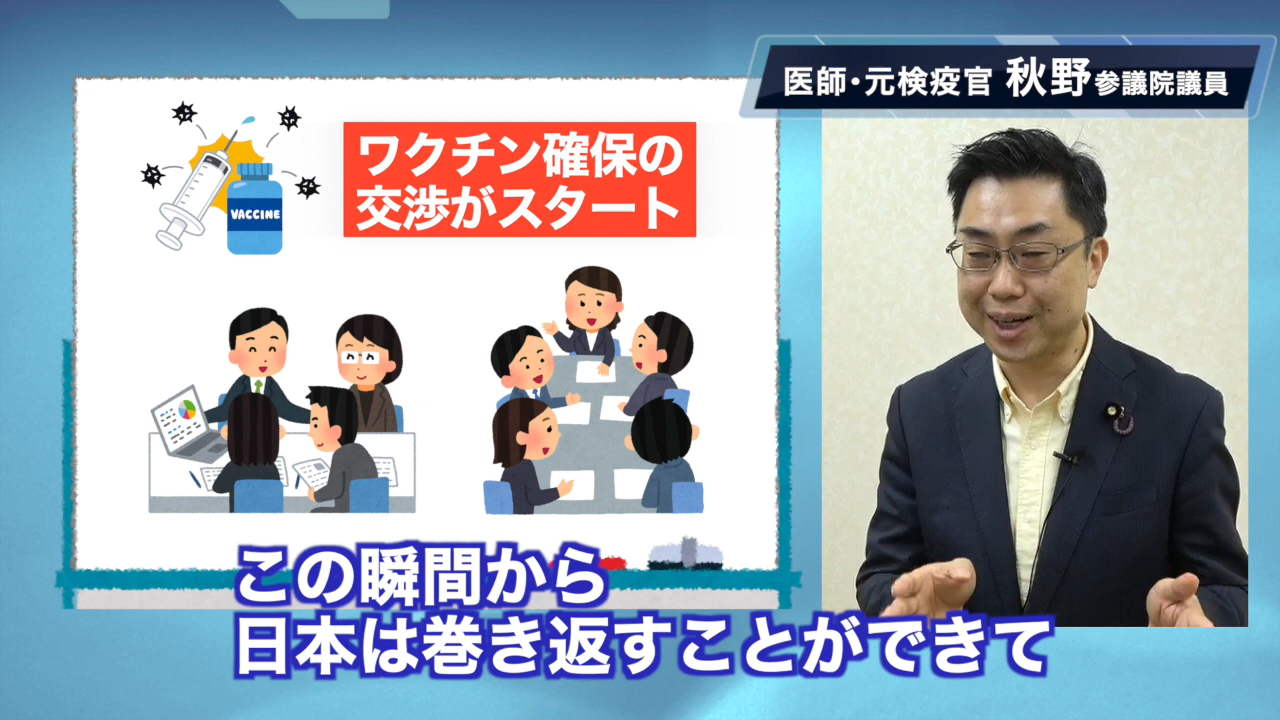 医師・元検疫官 秋野参議院議員
ワクチン確保の
交渉がスタート
VACCINE
この瞬間から
日本は巻き返すことができて